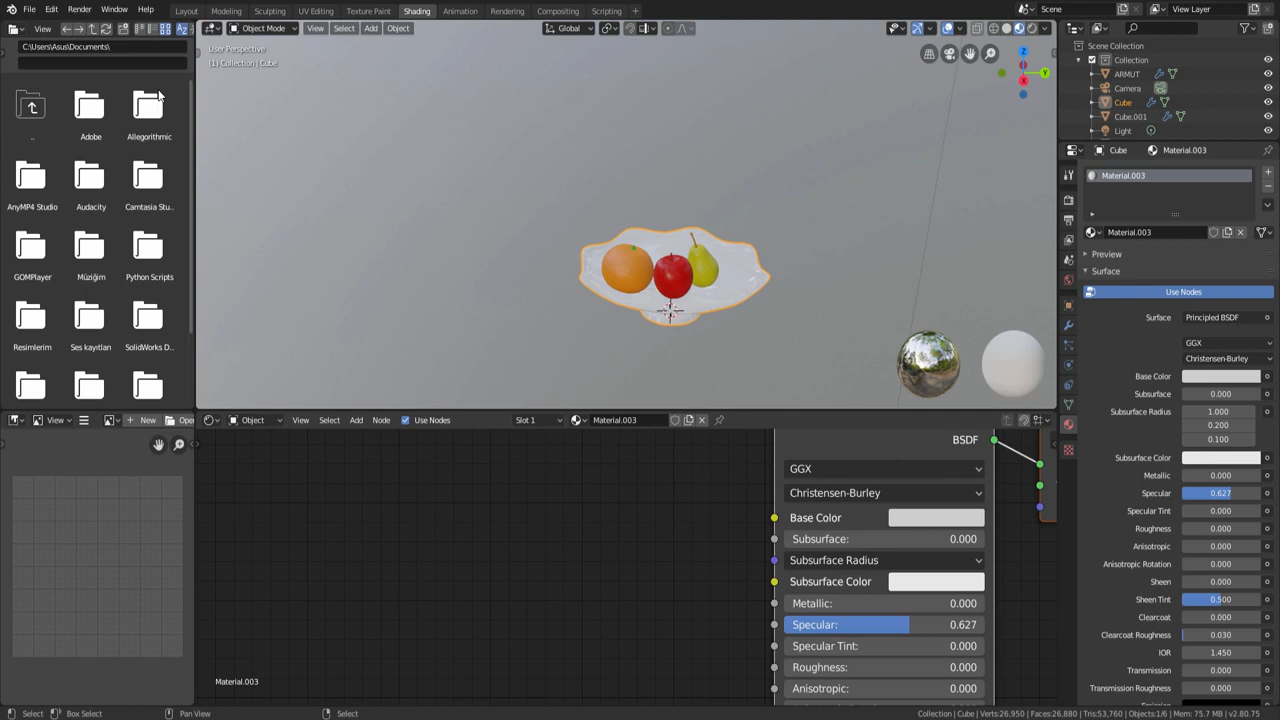 File Edit Render Window Help Layout Modeling Sculpting UV Editing Texture Paint Shading Animation Rendering Compositing Scripting Scene View Layer
View Object Mode View Select Add Object Global
C:\Users\Asus\Documents\
User Perspective
(1) Collection | Cube
.. Adobe Allegorithmic
AnyMP4 Studio Audacity Camtasia Stu..
GOMPlayer Müziğim Python Scripts
Resimlerim Ses kayıtları SolidWorks D..
Scene Collection
Collection
ARMUT
Camera
Cube
Cube.001
Light
Cube Material.003
Material.003
Material.003
Preview
Surface
Use Nodes
Surface Principled BSDF
GGX
Christensen-Burley
Base Color
Subsurface 0.000
Subsurface Radius 1.000
0.200
0.100
Subsurface Color
Metallic 0.000
Specular 0.627
Specular Tint 0.000
Roughness 0.000
Anisotropic 0.000
Anisotropic Rotation 0.000
Sheen 0.000
Sheen Tint 0.500
Clearcoat 0.000
Clearcoat Roughness 0.030
IOR 1.450
Transmission 0.000
Transmission Roughness 0.000
View New Open Object View Select Add Node Use Nodes Slot 1 Material.003
BSDF
GGX
Christensen-Burley
Base Color
Subsurface: 0.000
Subsurface Radius
Subsurface Color
Metallic: 0.000
Specular: 0.627
Specular Tint: 0.000
Roughness: 0.000
Anisotropic: 0.000
Material.003
Select Box Select Pan View Select Collection | Cube | Verts:26,950 | Faces:26,880 | Tris:53,760 | Objects:1/6 | Mem: 75.7 MB | v2.80.75